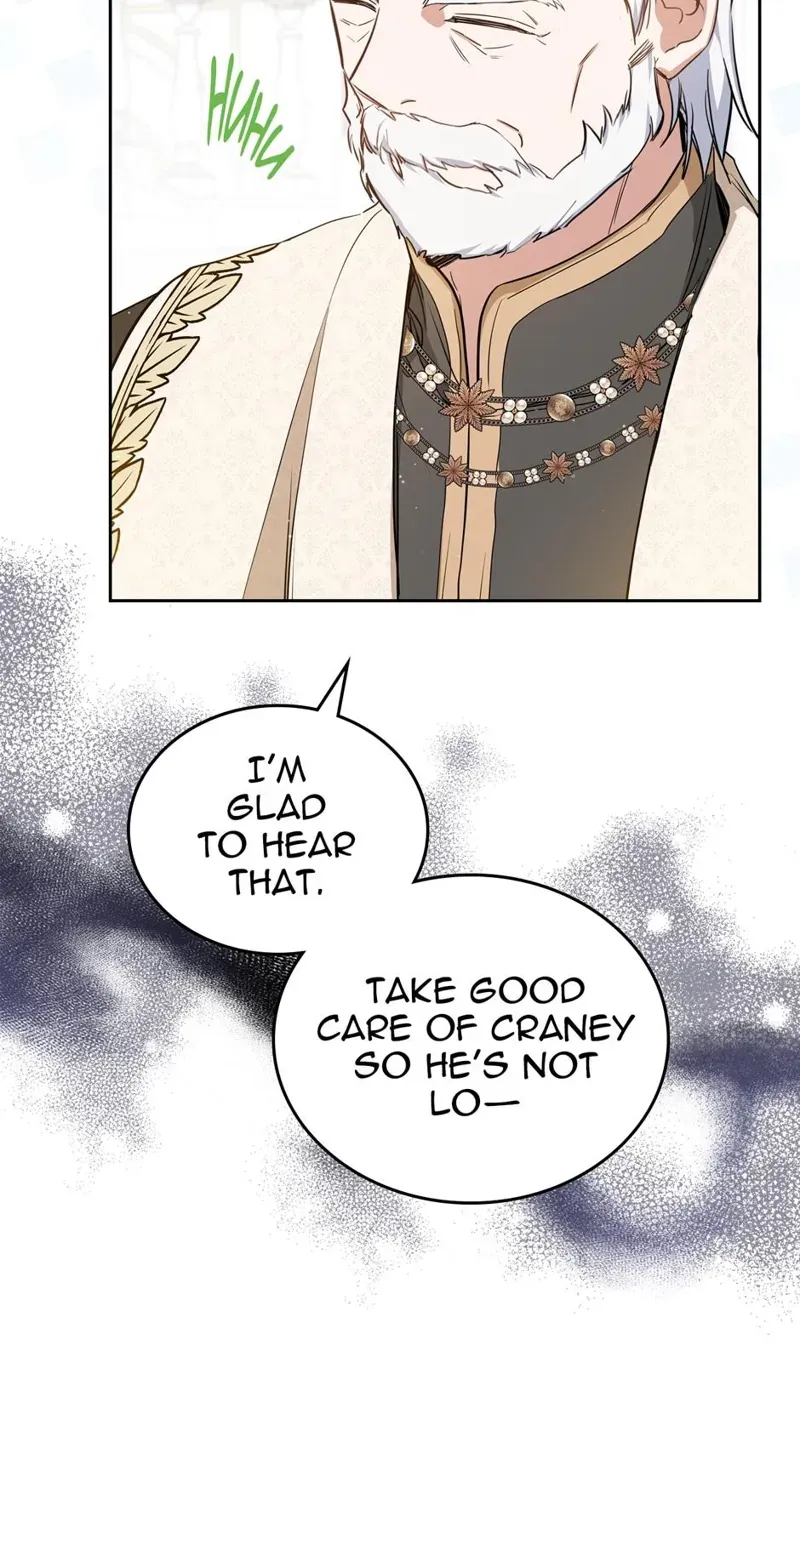 HUHU
I'M
GLAD
TO HEAR
THAT.
TAKE GOOD
CARE OF CRANEY
SO HE'S NOT
LO—